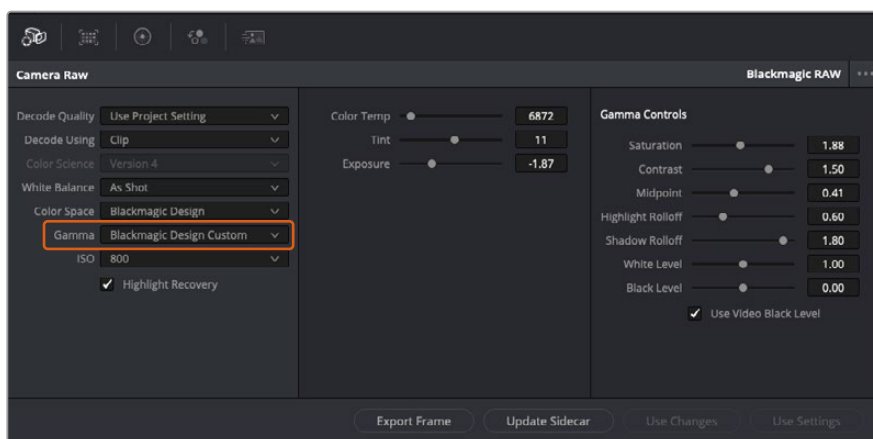 Camera Raw
Blackmagic RAW
Decode Quality Use Project Setting
Decode Using Clip
Color Science Version 4
White Balance As Shot
Color Space Blackmagic Design
Gamma Blackmagic Design Custom
ISO 800
Highlight Recovery
Color Temp 6872
Tint 11
Exposure -1.87
Gamma Controls
Saturation 1.88
Contrast 1.50
Midpoint 0.41
Highlight Rolloff 0.60
Shadow Rolloff 1.80
White Level 1.00
Black Level 0.00
Use Video Black Level
Export Frame Update Sidecar Use Changes Use Settings